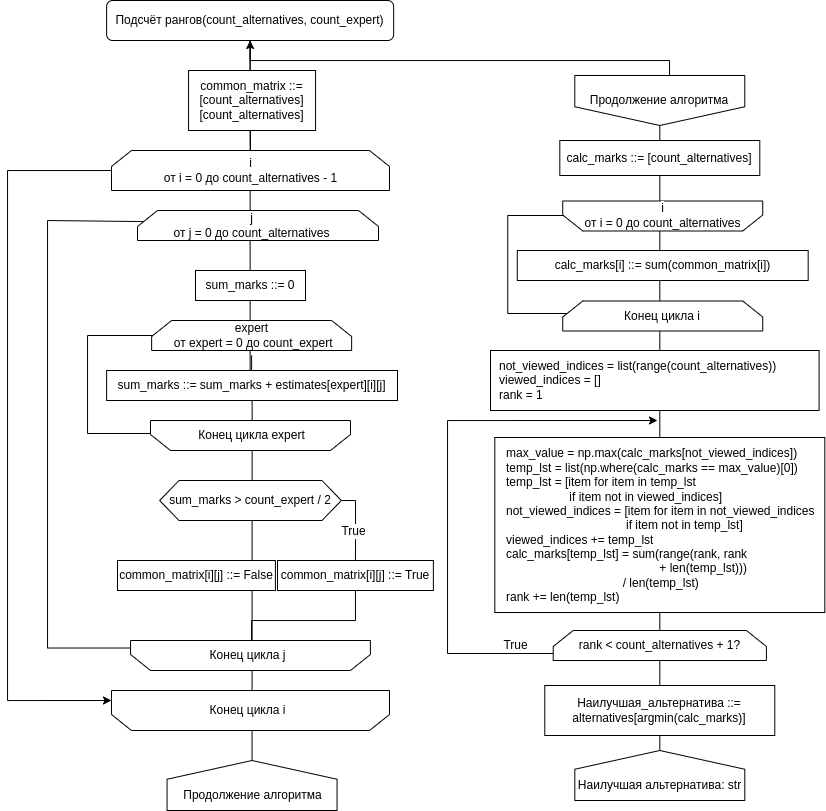 Подсчёт рангов(count_alternatives, count_expert)
common_matrix ::=
[count_alternatives]
[count_alternatives]
i
от i = 0 до count_alternatives - 1
j
от j = 0 до count_alternatives
sum_marks ::= 0
expert
от expert = 0 до count_expert
sum_marks ::= sum_marks + estimates[expert][i][j]
Конец цикла expert
sum_marks > count_expert / 2
True
common_matrix[i][j] ::= False
common_matrix[i][j] ::= True
Конец цикла j
Конец цикла i
Продолжение алгоритма
Продолжение алгоритма
calc_marks ::= [count_alternatives]
i
от i = 0 до count_alternatives
calc_marks[i] ::= sum(common_matrix[i])
Конец цикла i
not_viewed_indices = list(range(count_alternatives))
viewed_indices = []
rank = 1
max_value = np.max(calc_marks[not_viewed_indices])
temp_lst = list(np.where(calc_marks == max_value)[0])
temp_lst = [item for item in temp_lst
if item not in viewed_indices]
not_viewed_indices = [item for item in not_viewed_indices
if item not in temp_lst]
viewed_indices += temp_lst
calc_marks[temp_lst] = sum(range(rank, rank
+ len(temp_lst)))
/ len(temp_lst)
rank += len(temp_lst)
True
rank < count_alternatives + 1?
Наилучшая_альтернатива ::=
alternatives[argmin(calc_marks)]
Наилучшая альтернатива: str